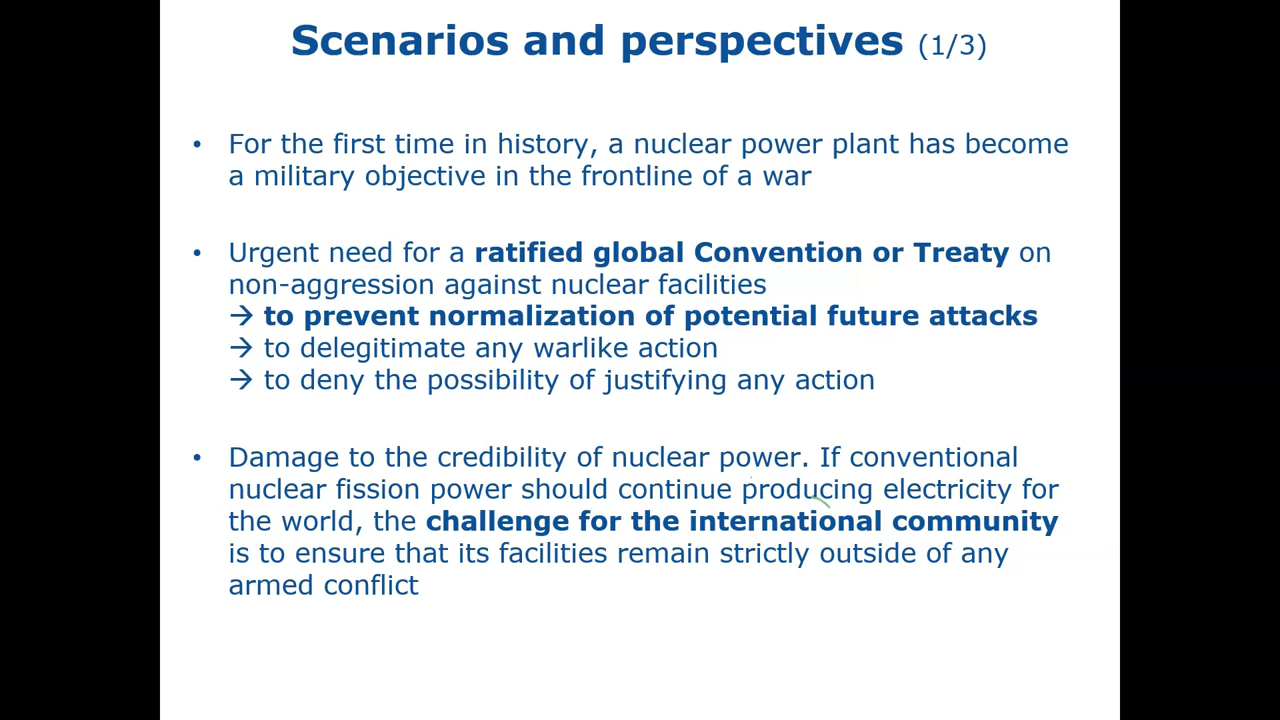 Scenarios and perspectives (1/3)
• For the first time in history, a nuclear power plant has become
a military objective in the frontline of a war
• Urgent need for a ratified global Convention or Treaty on
non-aggression against nuclear facilities
→ to prevent normalization of potential future attacks
→ to delegitimate any warlike action
→ to deny the possibility of justifying any action
• Damage to the credibility of nuclear power. If conventional
nuclear fission power should continue producing electricity for
the world, the challenge for the international community
is to ensure that its facilities remain strictly outside of any
armed conflict